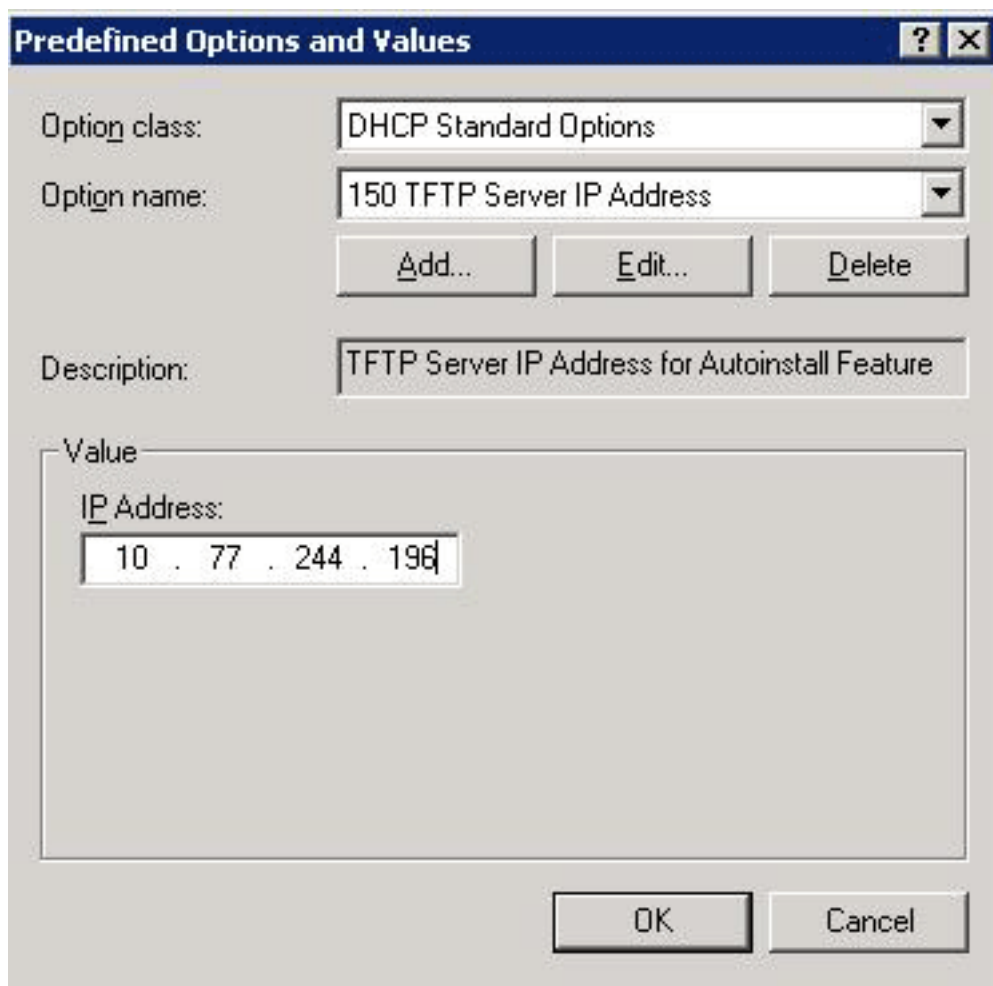 Predefined Options and Values
Option class: DHCP Standard Options
Option name: 150 TFTP Server IP Address
Add... Edit... Delete
Description: TFTP Server IP Address for Autoinstall Feature
Value
IP Address:
10 . 77 . 244 . 196
OK Cancel